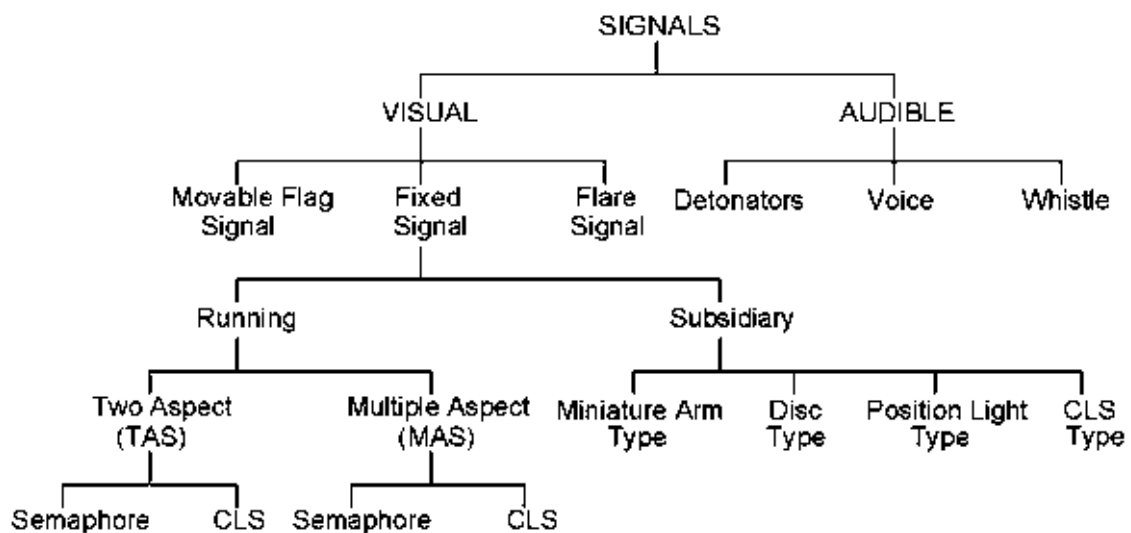 SIGNALS
VISUAL AUDIBLE
Movable Flag Signal
Fixed Signal
Flare Signal
Detonators Voice Whistle
Running Subsidiary
Two Aspect (TAS)
Multiple Aspect (MAS)
Miniature Arm Type
Disc Type
Position Light Type
CLS Type
Semaphore CLS Semaphore CLS